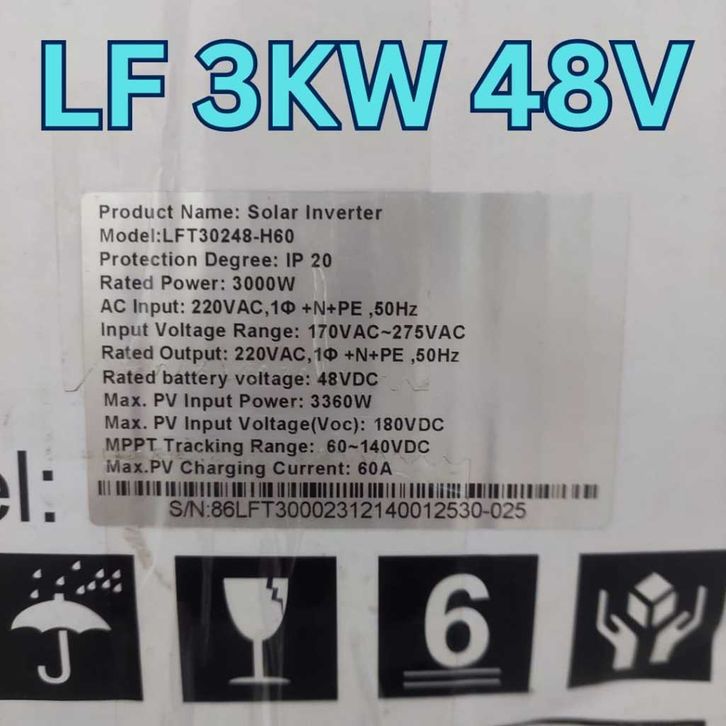 LF 3KW 48V
Product Name: Solar Inverter
Model:LFT30248-H60
Protection Degree: IP 20
Rated Power: 3000W
AC Input: 220VAC,1Φ +N+PE ,50Hz
Input Voltage Range: 170VAC~275VAC
Rated Output: 220VAC,1Φ +N+PE ,50Hz
Rated battery voltage: 48VDC
Max. PV Input Power: 3360W
Max. PV Input Voltage(Voc): 180VDC
MPPT Tracking Range: 60~140VDC
Max.PV Charging Current: 60A
el:
S/N:86LFT30002312140012530-025
6